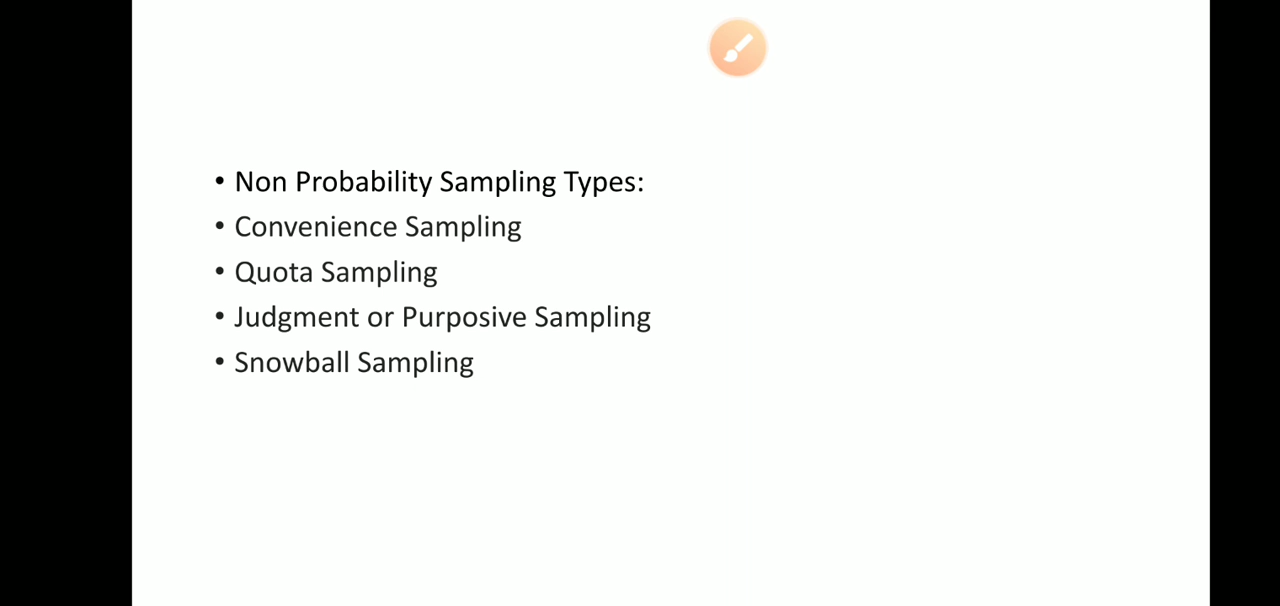 • Non Probability Sampling Types:
• Convenience Sampling
• Quota Sampling
• Judgment or Purposive Sampling
• Snowball Sampling